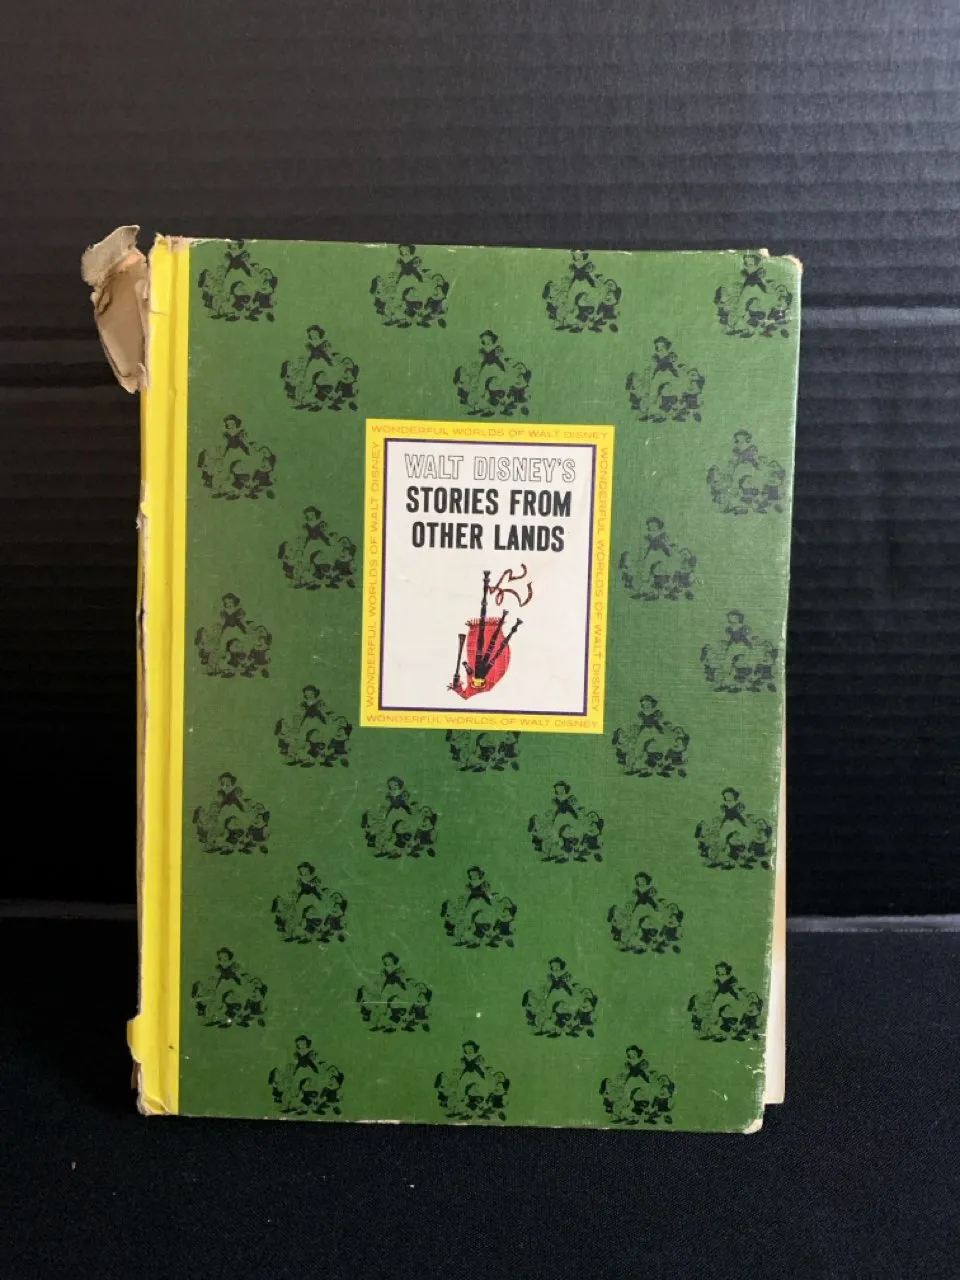 WONDERFUL WORLDS OF WALT DISNEY
WONDERFUL WORLDS OF WALT DISNEY
WALT DISNEY'S
STORIES FROM
OTHER LANDS
WONDERFUL WORLDS OF WALT DISNEY
WONDERFUL WORLDS OF WALT DISNEY